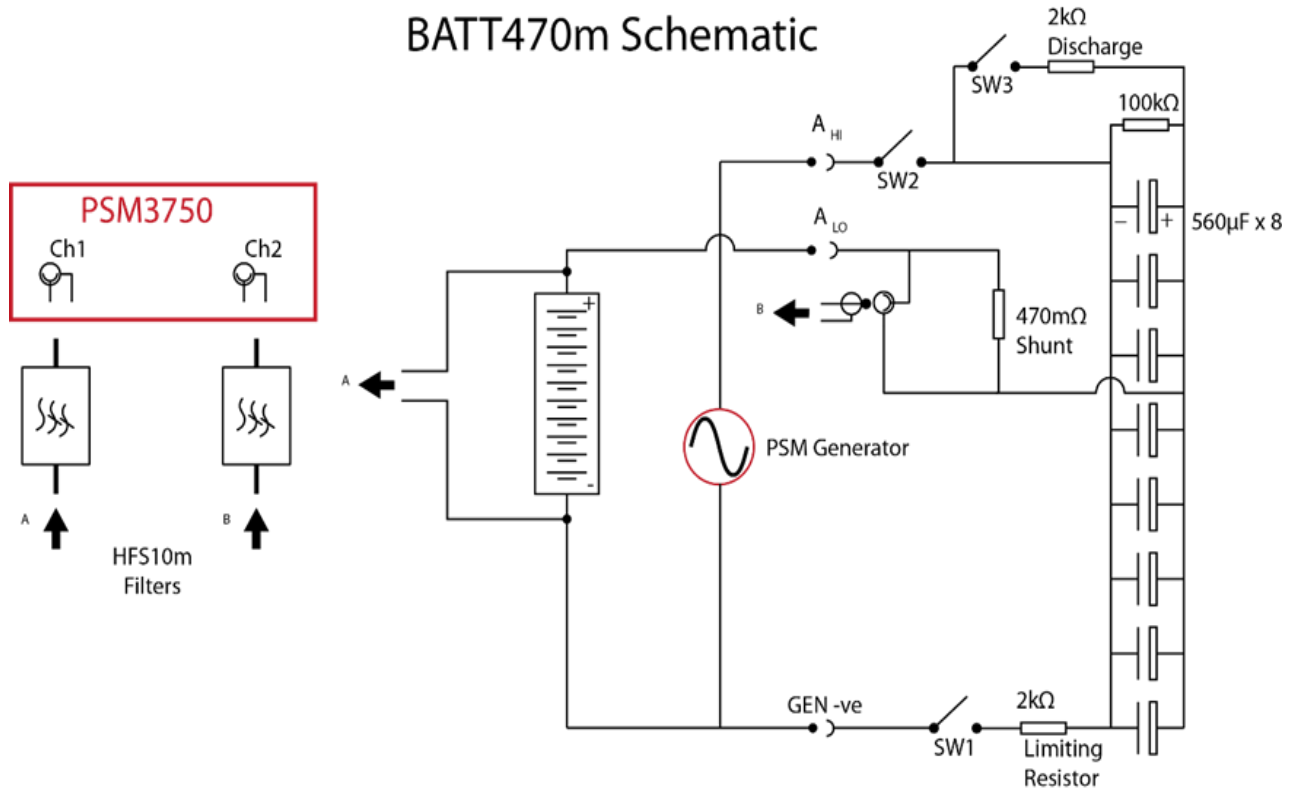 BATT470m Schematic
2kΩ
Discharge
SW3
100kΩ
A HI
SW2
PSM3750
Ch1
Ch2
A LO
− +
560µF x 8
+
B
470mΩ
Shunt
A
PSM Generator
-
A
B
HFS10m
Filters
GEN -ve
SW1
2kΩ
Limiting
Resistor